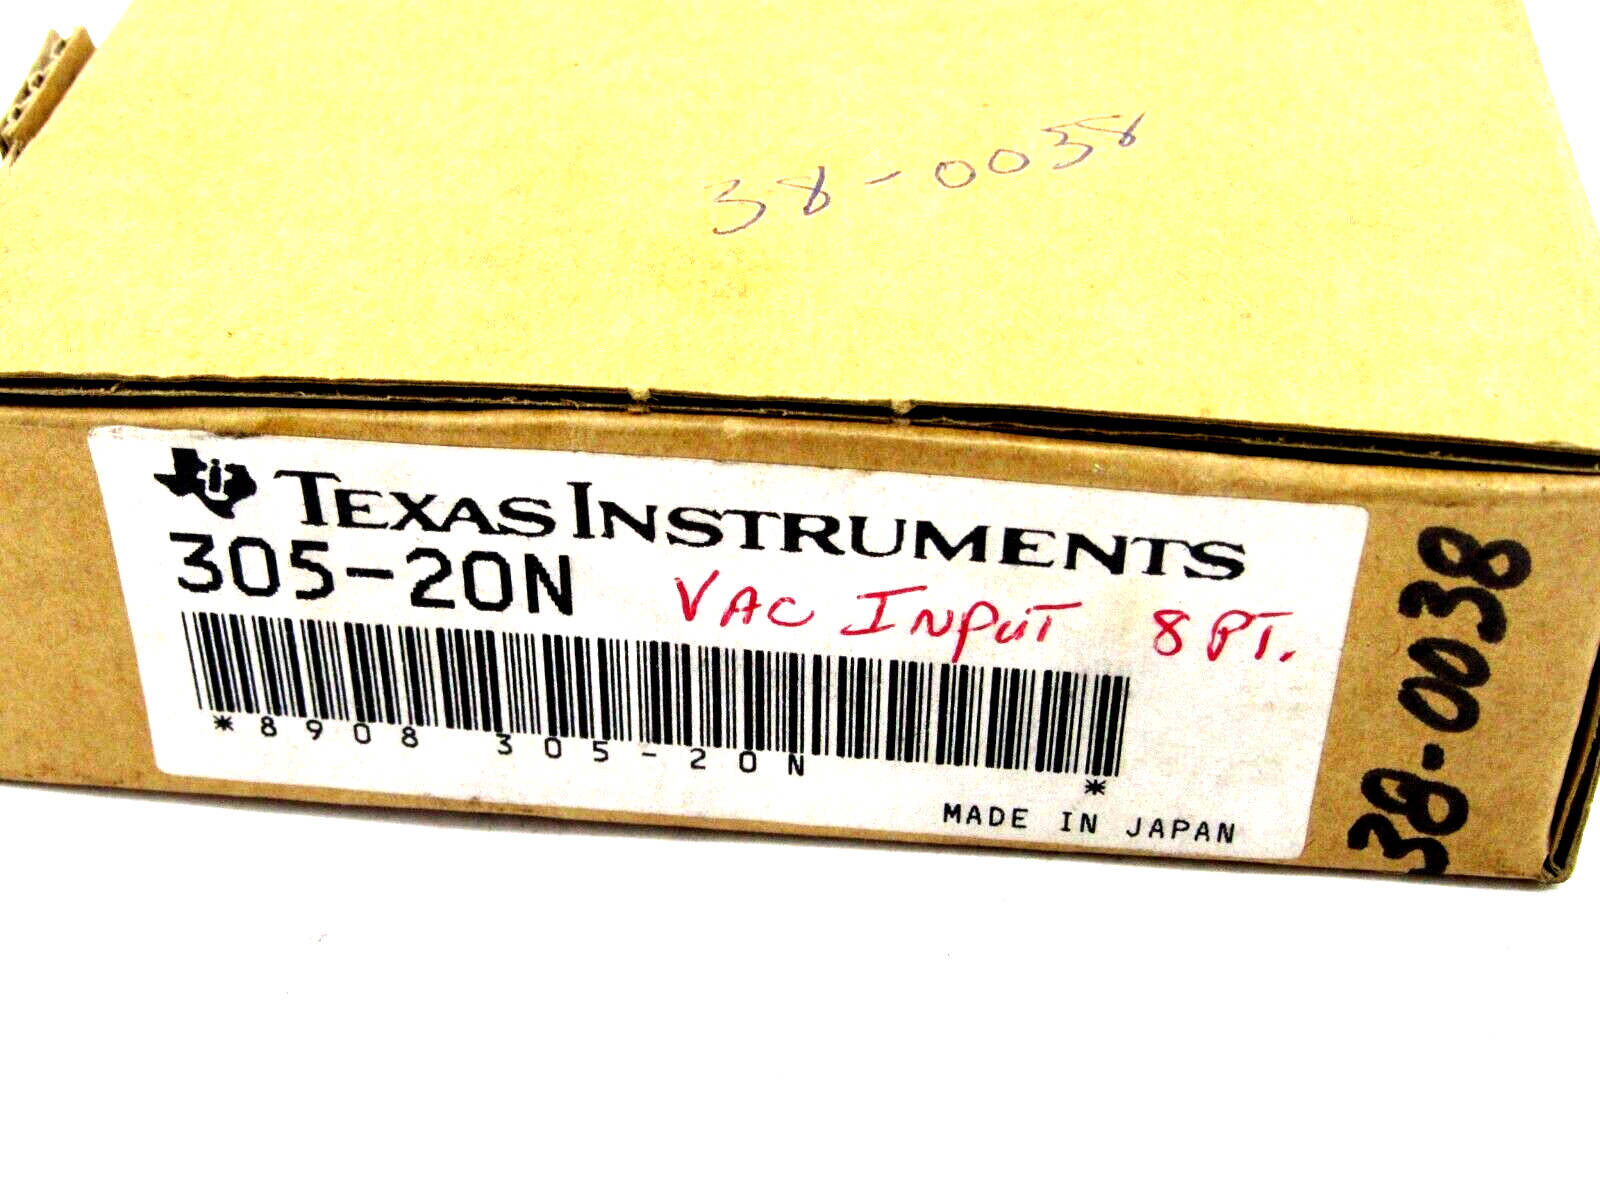 38-0038
TEXAS INSTRUMENTS
305-20N VAC INPUT 8 PT.
*8908 305-20N *
MADE IN JAPAN
38-0038